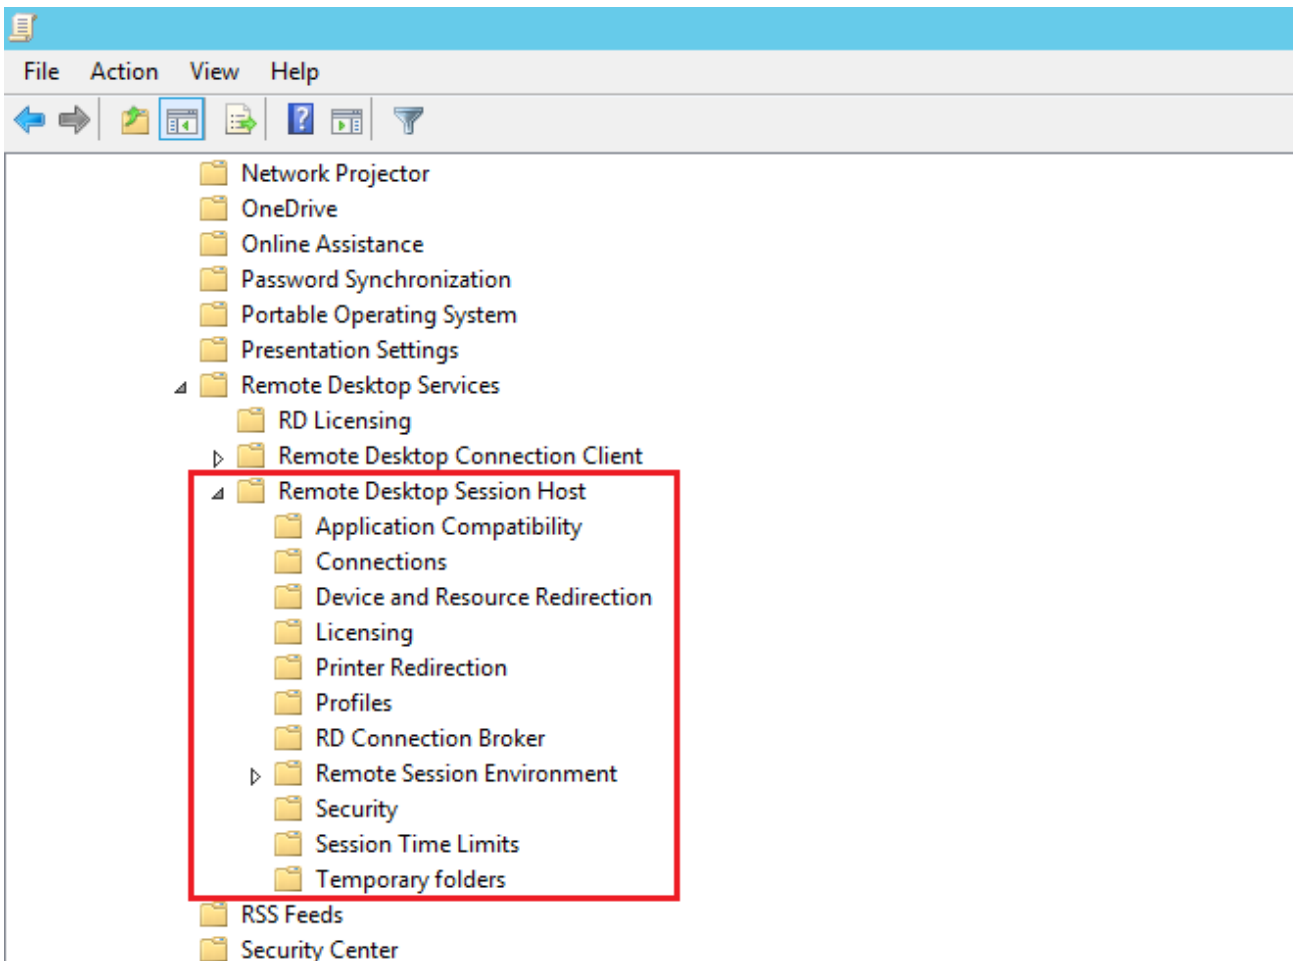 File Action View Help
?
Network Projector
OneDrive
Online Assistance
Password Synchronization
Portable Operating System
Presentation Settings
Remote Desktop Services
RD Licensing
Remote Desktop Connection Client
Remote Desktop Session Host
Application Compatibility
Connections
Device and Resource Redirection
Licensing
Printer Redirection
Profiles
RD Connection Broker
Remote Session Environment
Security
Session Time Limits
Temporary folders
RSS Feeds
Security Center